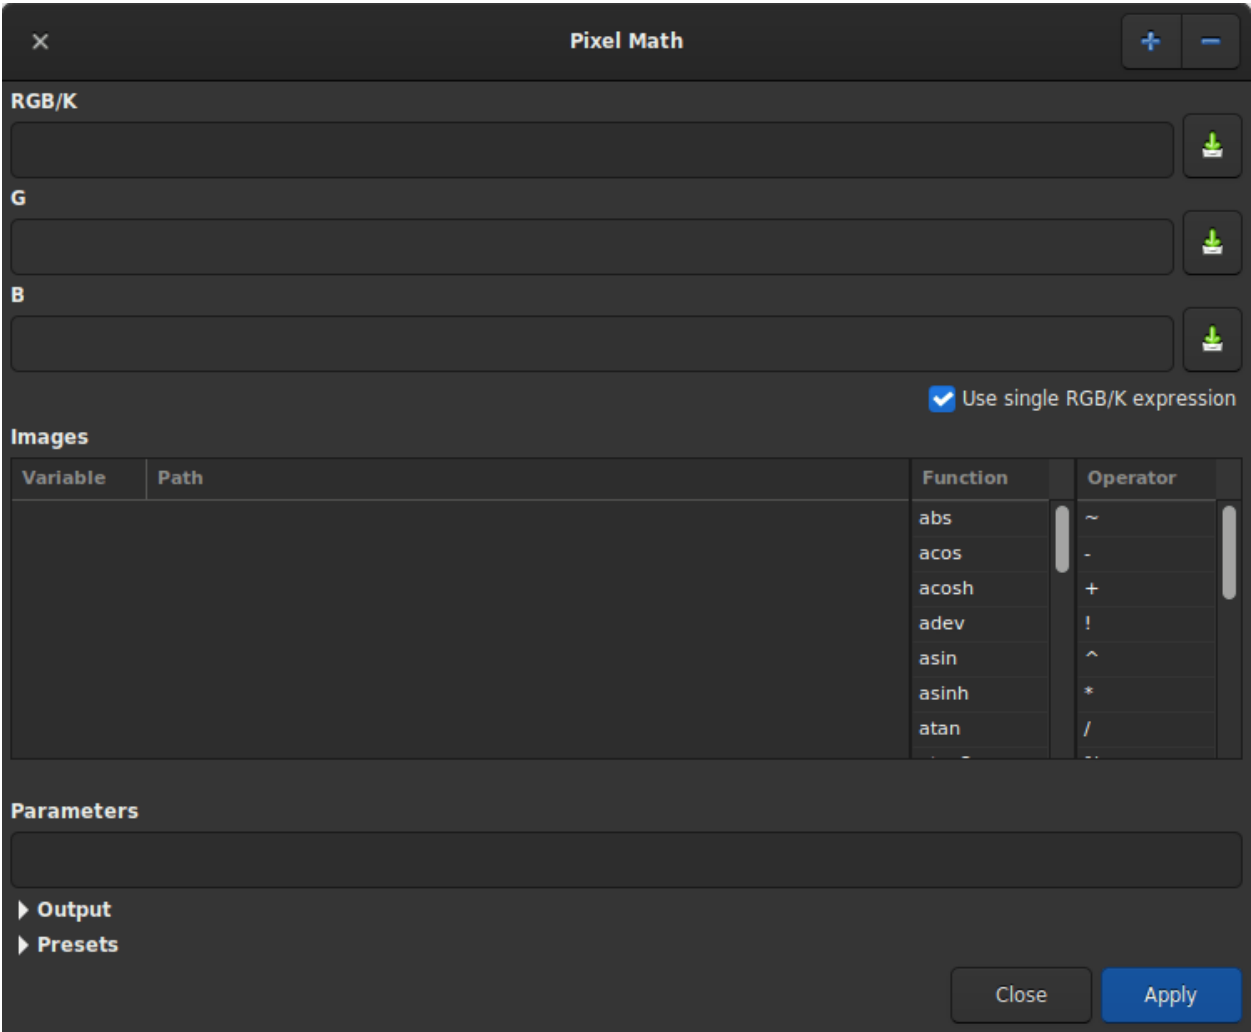 Pixel Math
RGB/K
G
B
Use single RGB/K expression
Images
Variable Path Function Operator
abs ~
acos -
acosh +
adev !
asin ^
asinh *
atan /
Parameters
Output
Presets
Close Apply